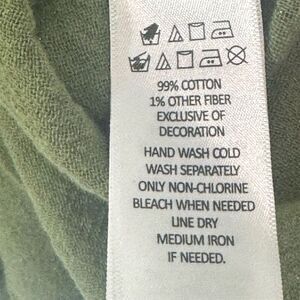 99% COTTON
1% OTHER FIBER
EXCLUSIVE OF
DECORATION
HAND WASH COLD
WASH SEPARATELY
ONLY NON-CHLORINE
BLEACH WHEN NEEDED
LINE DRY
MEDIUM IRON
IF NEEDED.